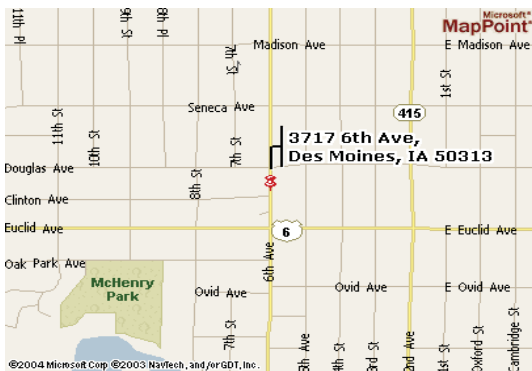 Microsoft®
MapPoint®
11th Pl
9th St
8th St
7th St
Madison Ave
E Madison Ave
1st St
Seneca Ave
415
11th St
10th St
7th St
3717 6th Ave,
Des Moines, IA 50313
Douglas Ave
8th St
Clinton Ave
Euclid Ave
6
E Euclid Ave
6th Ave
Oak Park Ave
McHenry
Park
Ovid Ave
Ovid Ave
E Ovid Ave
7th St
5th Ave
4th St
3rd St
2nd Ave
1st St
Oxford St
Cambridge St
©2004 Microsoft Corp ©2003 NavTech, and/or GDT, Inc.